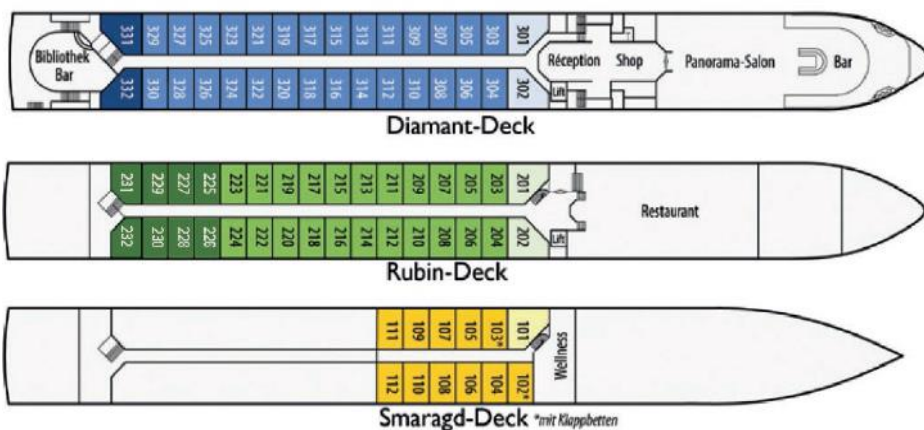 331 329 327 325 323 321 319 317 315 313 311 309 307 305 303 301
Bibliothek
Bar
Réception Shop Panorama-Salon Bar
332 330 328 326 324 322 320 318 316 314 312 310 308 306 304 302
Lift
Diamant-Deck
231 229 227 225 223 221 219 217 215 213 211 209 207 205 203 201
Restaurant
232 230 228 226 224 222 220 218 216 214 212 210 208 206 204 202
Lift
Rubin-Deck
111 109 107 105 103* 101
Wellness
112 110 108 106 104 102*
Smaragd-Deck *mit Klappbetten